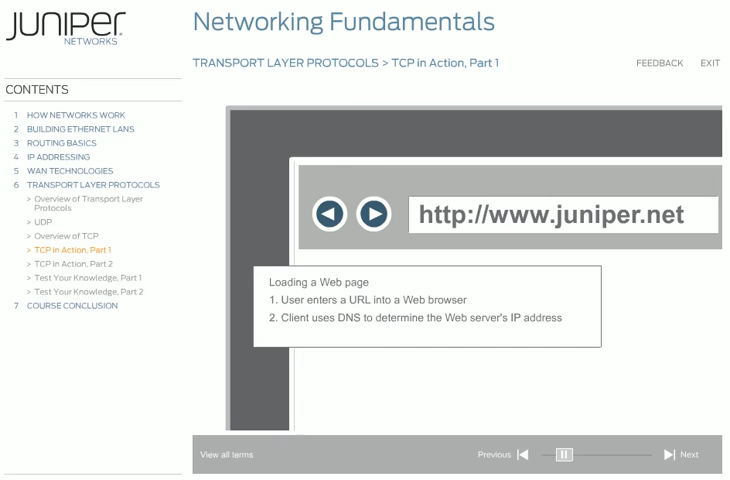 JUNIPER
NETWORKS
Networking Fundamentals
TRANSPORT LAYER PROTOCOLS > TCP in Action, Part 1
FEEDBACK EXIT
CONTENTS
1 HOW NETWORKS WORK
2 BUILDING ETHERNET LANS
3 ROUTING BASICS
4 IP ADDRESSING
5 WAN TECHNOLOGIES
6 TRANSPORT LAYER PROTOCOLS
> Overview of Transport Layer
Protocols
> UDP
> Overview of TCP
> TCP in Action, Part 1
> TCP in Action, Part 2
> Test Your Knowledge, Part 1
> Test Your Knowledge, Part 2
7 COURSE CONCLUSION
http://www.juniper.net
Loading a Web page
1. User enters a URL into a Web browser
2. Client uses DNS to determine the Web server's IP address
View all terms
Previous Next